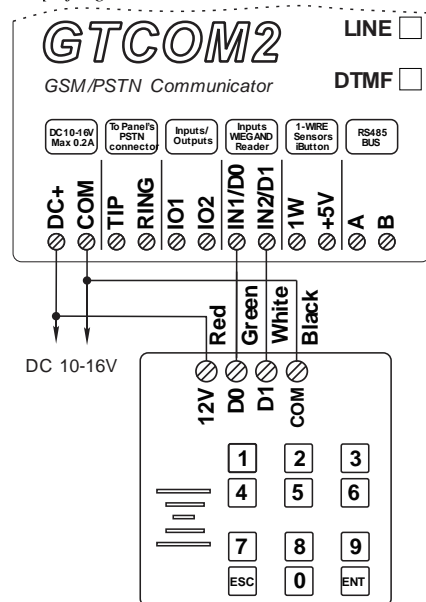 GTCOM2
LINE
GSM/PSTN Communicator
DTMF
DC 10-16V
Max 0.2A
To Panel's
PSTN
connector
Inputs/
Outputs
Inputs
WIEGAND
Reader
1-WIRE
Sensors
iButton
RS485
BUS
DC+
COM
TIP
RING
IO1
IO2
IN1/D0
IN2/D1
1W
+5V
A
B
Red
Green
White
Black
DC 10-16V
12V
D0
D1
COM
1 2 3
4 5 6
7 8 9
ESC 0 ENT